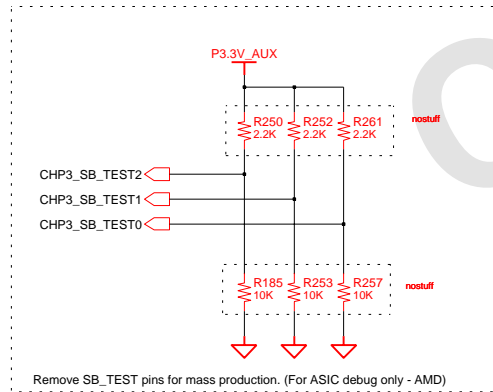 P3.3V_AUX
R250 R252 R261
2.2K 2.2K 2.2K
nostuff
CHP3_SB_TEST2
CHP3_SB_TEST1
CHP3_SB_TEST0
R185 R253 R257
10K 10K 10K
nostuff
Remove SB_TEST pins for mass production. (For ASIC debug only - AMD)